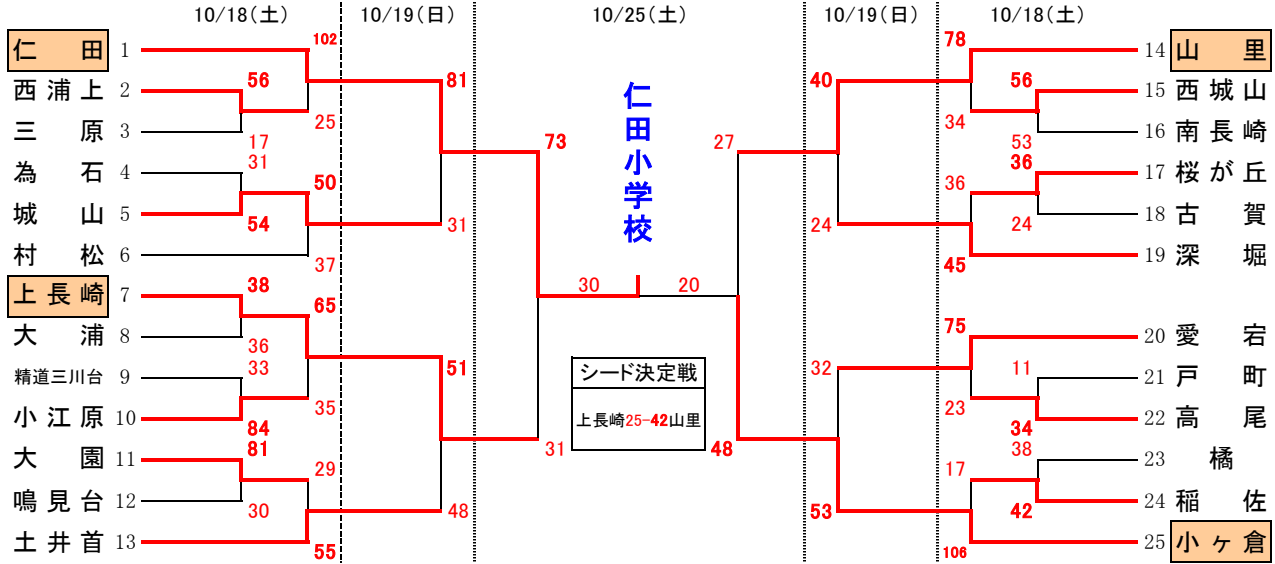 10/18(土) 10/19(日) 10/25(土) 10/19(日) 10/18(土)
仁田 1
西浦上 2
三原 3
為石 4
城山 5
村松 6
上長崎 7
大浦 8
精道三川台 9
小江原 10
大園 11
鳴見台 12
土井首 13
102
56
25
17
31
50
54
37
38
65
36
33
35
84
81
29
30
55
81
31
51
48
73
31
仁田小学校
30 20
シード決定戦
上長崎25-42山里
27
48
40
24
32
53
78
56
34
53
36
36
24
45
75
11
23
34
38
17
42
106
14 山里
15 西城山
16 南長崎
17 桜が丘
18 古賀
19 深堀
20 愛宕
21 戸町
22 高尾
23 橘
24 稲佐
25 小ヶ倉